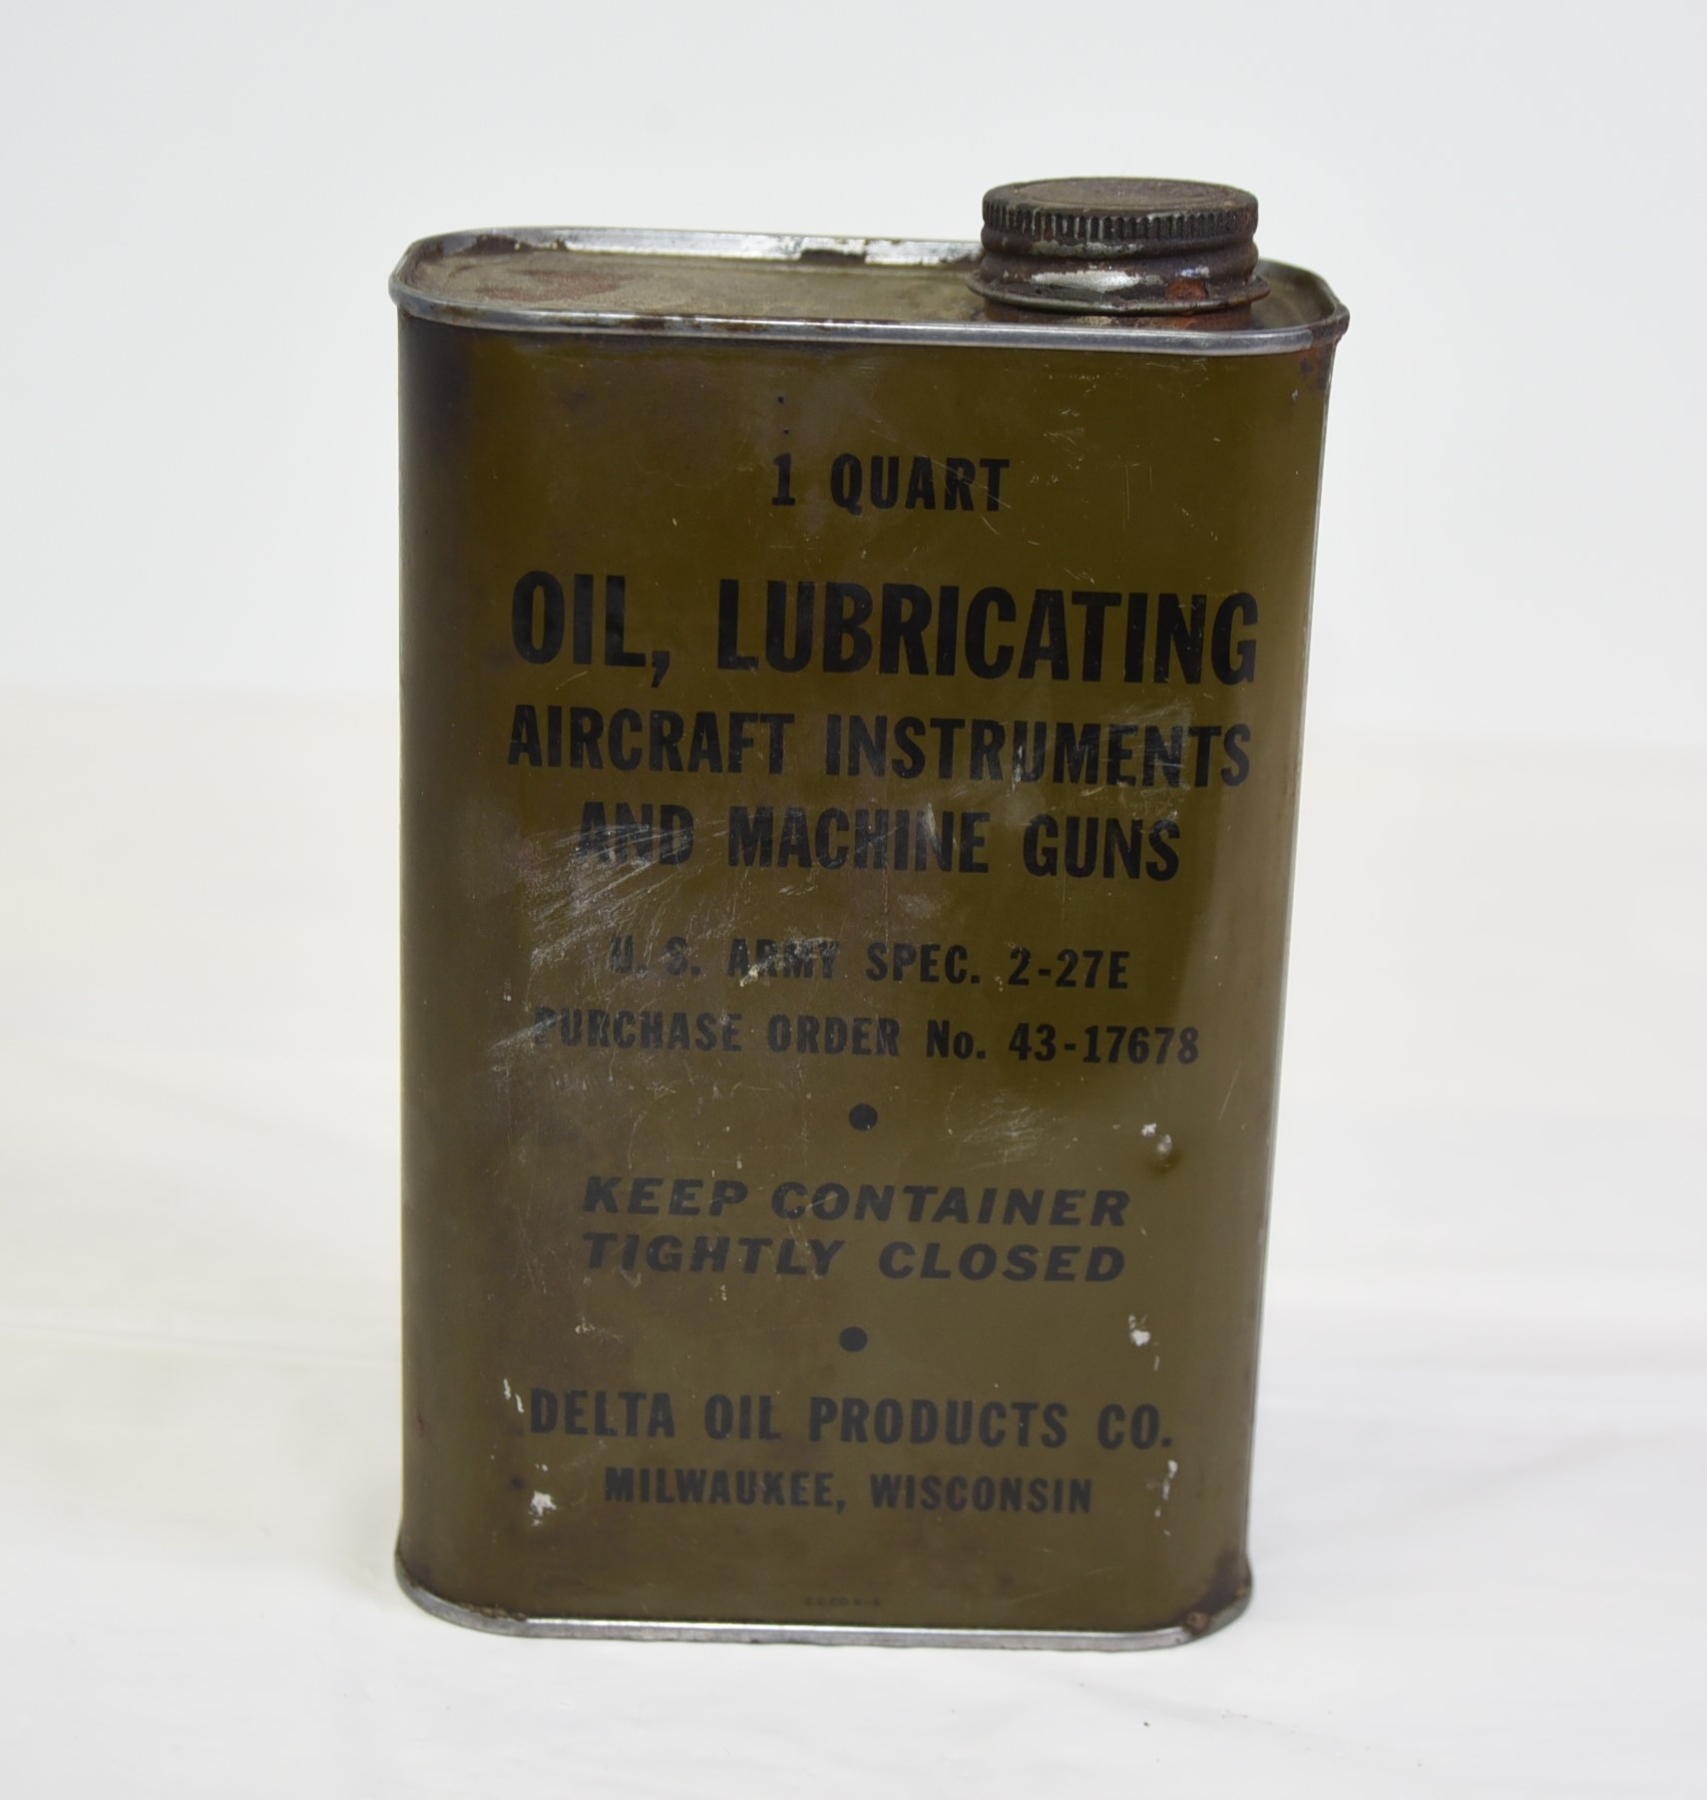 1 QUART
OIL, LUBRICATING
AIRCRAFT INSTRUMENTS
AND MACHINE GUNS
U. S. ARMY SPEC. 2-27E
PURCHASE ORDER No. 43-17678
KEEP CONTAINER
TIGHTLY CLOSED
DELTA OIL PRODUCTS CO.
MILWAUKEE, WISCONSIN